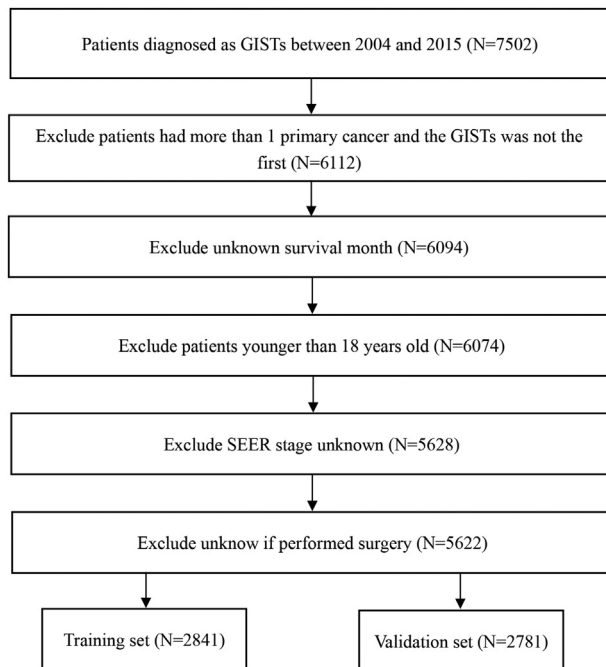 Patients diagnosed as GISTs between 2004 and 2015 (N=7502)
Exclude patients had more than 1 primary cancer and the GISTs was not the
first (N=6112)
Exclude unknown survival month (N=6094)
Exclude patients younger than 18 years old (N=6074)
Exclude SEER stage unknown (N=5628)
Exclude unknow if performed surgery (N=5622)
Training set (N=2841)
Validation set (N=2781)